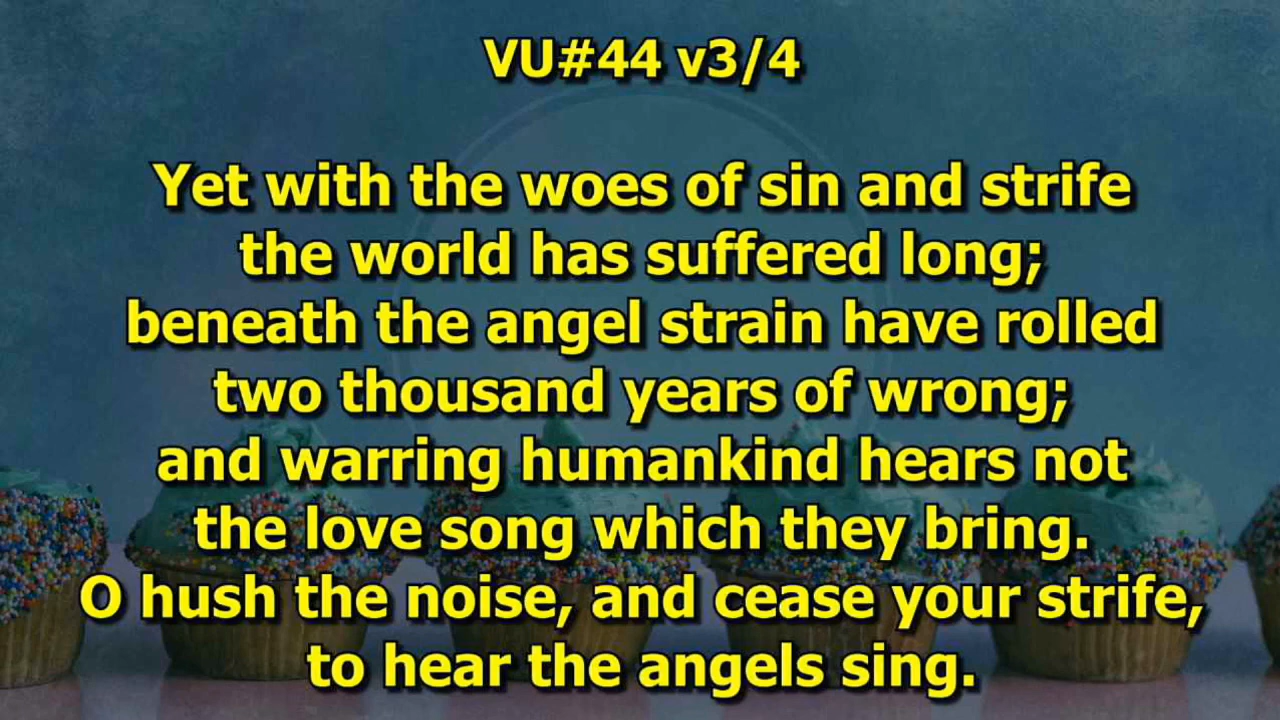 VU#44 v3/4
Yet with the woes of sin and strife
the world has suffered long;
beneath the angel strain have rolled
two thousand years of wrong;
and warring humankind hears not
the love song which they bring.
O hush the noise, and cease your strife,
to hear the angels sing.